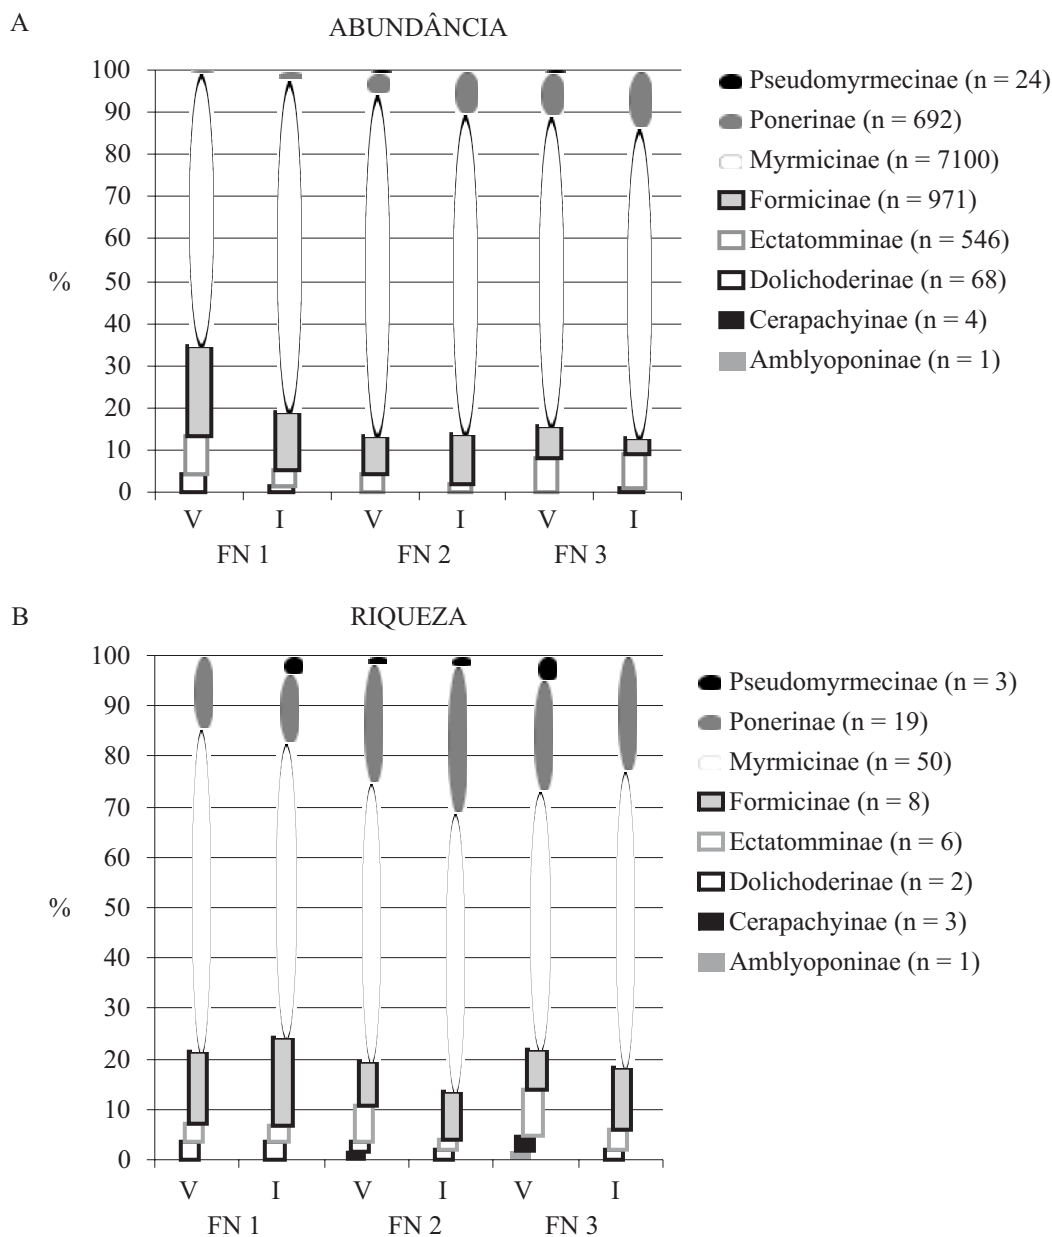 A
ABUNDÂNCIA
100
90
80
70
60
50
40
30
20
10
0
%
V I V I V I
FN 1 FN 2 FN 3
Pseudomyrmecinae (n = 24)
Ponerinae (n = 692)
Myrmicinae (n = 7100)
Formicinae (n = 971)
Ectatomminae (n = 546)
Dolichoderinae (n = 68)
Cerapachyinae (n = 4)
Amblyoponinae (n = 1)
B
RIQUEZA
100
90
80
70
60
50
40
30
20
10
0
%
V I V I V I
FN 1 FN 2 FN 3
Pseudomyrmecinae (n = 3)
Ponerinae (n = 19)
Myrmicinae (n = 50)
Formicinae (n = 8)
Ectatomminae (n = 6)
Dolichoderinae (n = 2)
Cerapachyinae (n = 3)
Amblyoponinae (n = 1)